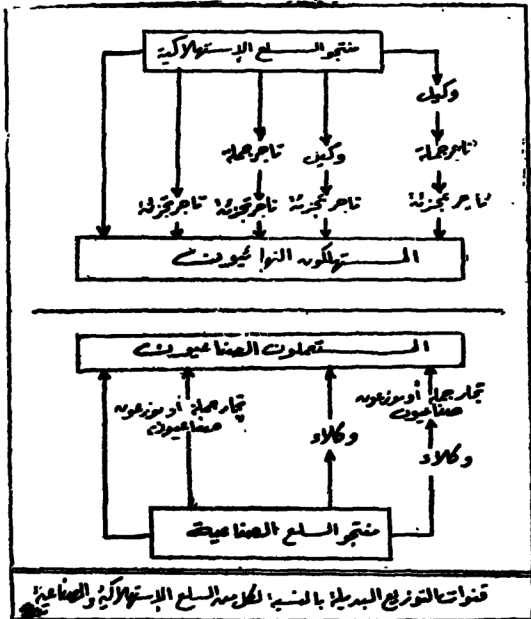 منتجو السلع الإستهلاكية
وكيل
تاجر جملة وكيل تاجر جملة
تاجر تجزئة تاجر تجزئة تاجر تجزئة تاجر تجزئة
المستهلكون النهائيون
المستعملون الصناعيون
تجار جملة أو موزعون صناعيون
تجار جملة أو موزعون صناعيون
وكلاء
وكلاء
منتجو السلع الصناعية
قنوات التوزيع البديلة بالنسبة لكل من السلع الإستهلاكية والصناعية